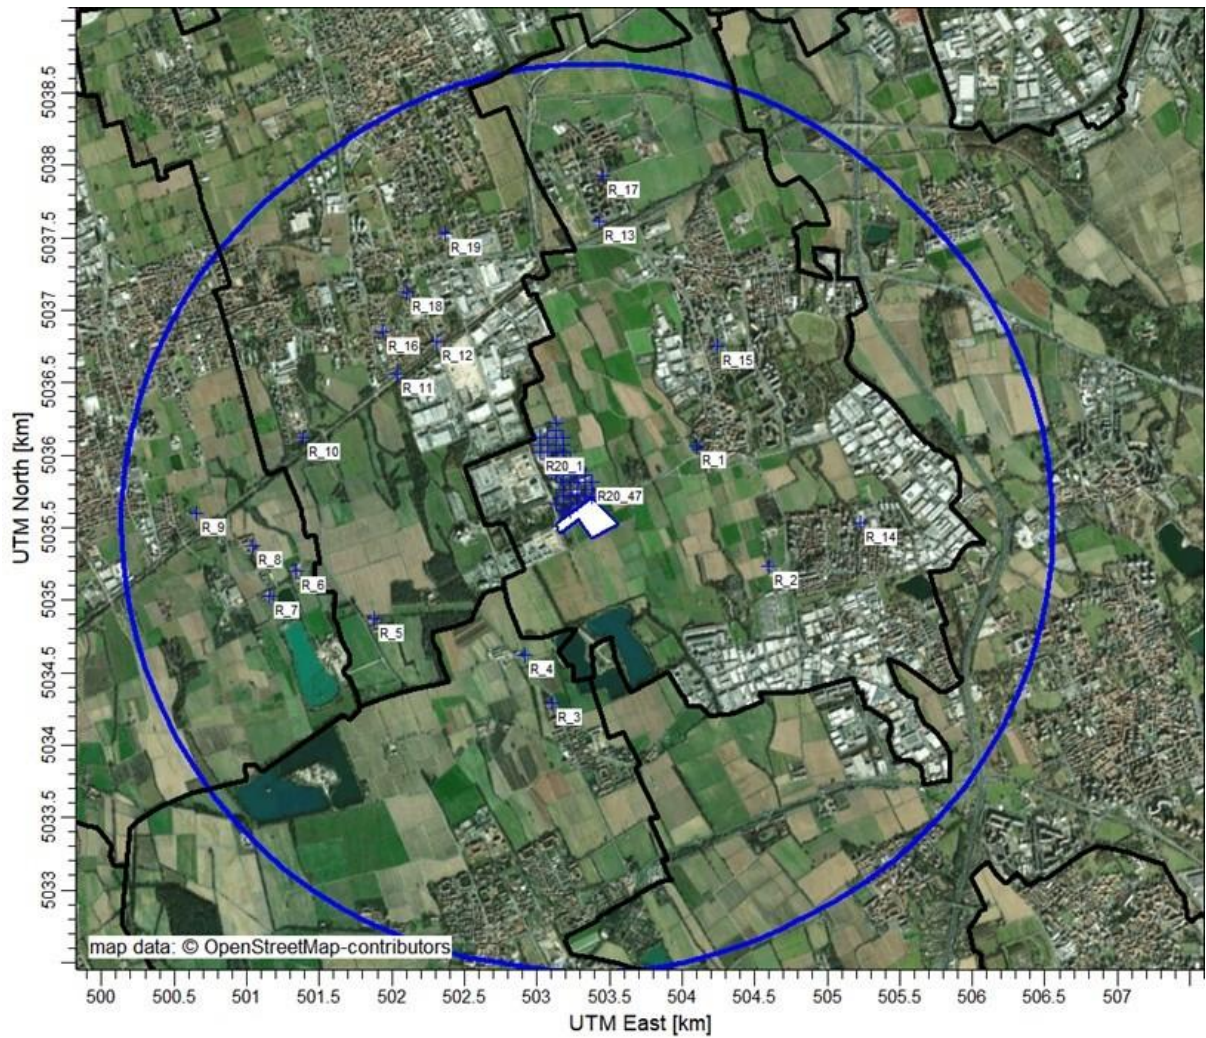 UTM North [km]
5038.5
5038
5037.5
5037
5036.5
5036
5035.5
5035
5034.5
5034
5033.5
5033
R_17
R_13
R_19
R_18
R_16
R_12
R_15
R_11
R_10
R_1
R20_1
R20_47
R_9
R_14
R_8
R_6
R_2
R_7
R_5
R_4
R_3
map data: © OpenStreetMap-contributors
500 500.5 501 501.5 502 502.5 503 503.5 504 504.5 505 505.5 506 506.5 507
UTM East [km]